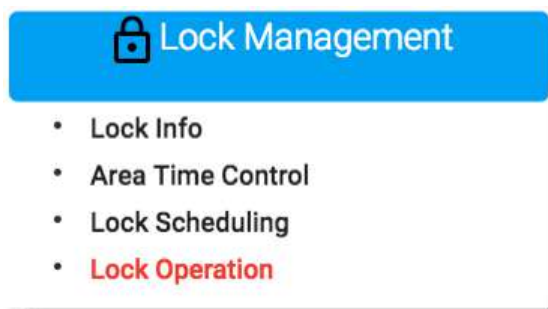 Lock Management
• Lock Info
• Area Time Control
• Lock Scheduling
• Lock Operation